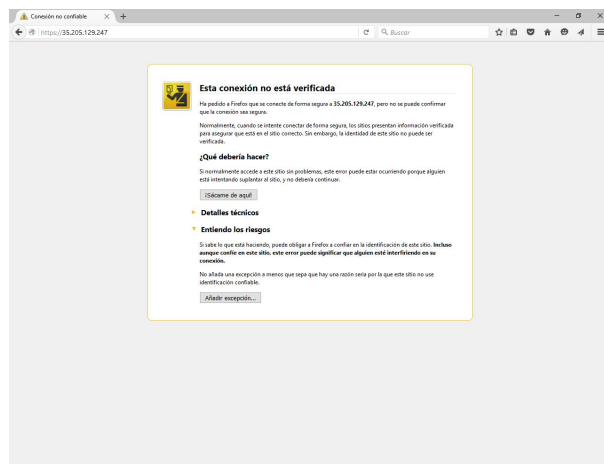 Conexión no confiable
https://35.205.129.247
Buscar
Esta conexión no está verificada
Ha pedido a Firefox que se conecte de forma segura a 35.205.129.247, pero no se puede confirmar
que la conexión sea segura.
Normalmente, cuando se intente conectar de forma segura, los sitios presentan información verificada
para asegurar que está en el sitio correcto. Sin embargo, la identidad de este sitio no puede ser
verificada.
¿Qué debería hacer?
Si normalmente accede a este sitio sin problemas, este error puede estar ocurriendo porque alguien
está intentando suplantar al sitio, y no debería continuar.
¡Sácame de aquí!
Detalles técnicos
Entiendo los riesgos
Si sabe lo que está haciendo, puede obligar a Firefox a confiar en la identificación de este sitio. Incluso
aunque confíe en este sitio, este error puede significar que alguien esté interfiriendo en su
conexión.
No añada una excepción a menos que sepa que hay una razón seria por la que este sitio no use
identificación confiable.
Añadir excepción...